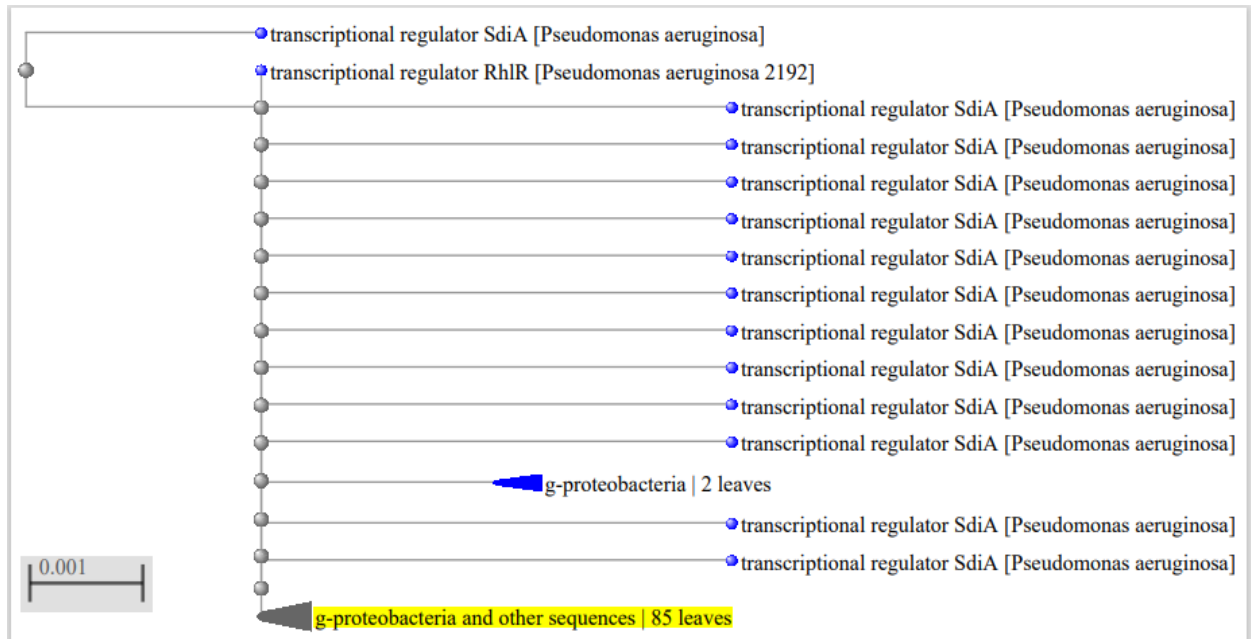 transcriptional regulator SdiA [Pseudomonas aeruginosa]
transcriptional regulator RhlR [Pseudomonas aeruginosa 2192]
transcriptional regulator SdiA [Pseudomonas aeruginosa]
transcriptional regulator SdiA [Pseudomonas aeruginosa]
transcriptional regulator SdiA [Pseudomonas aeruginosa]
transcriptional regulator SdiA [Pseudomonas aeruginosa]
transcriptional regulator SdiA [Pseudomonas aeruginosa]
transcriptional regulator SdiA [Pseudomonas aeruginosa]
transcriptional regulator SdiA [Pseudomonas aeruginosa]
transcriptional regulator SdiA [Pseudomonas aeruginosa]
transcriptional regulator SdiA [Pseudomonas aeruginosa]
transcriptional regulator SdiA [Pseudomonas aeruginosa]
g-proteobacteria | 2 leaves
transcriptional regulator SdiA [Pseudomonas aeruginosa]
transcriptional regulator SdiA [Pseudomonas aeruginosa]
0.001
g-proteobacteria and other sequences | 85 leaves